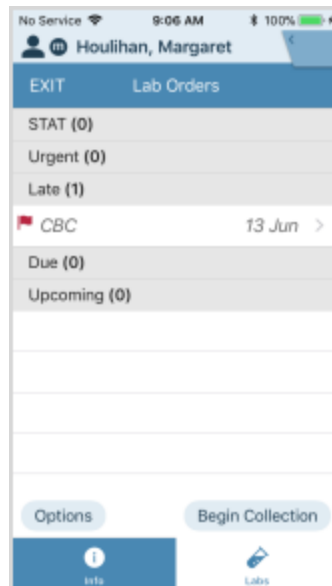 No Service 9:06 AM 100%
m Houlihan, Margaret
EXIT Lab Orders
STAT (0)
Urgent (0)
Late (1)
CBC 13 Jun
Due (0)
Upcoming (0)
Options Begin Collection
Info Labs